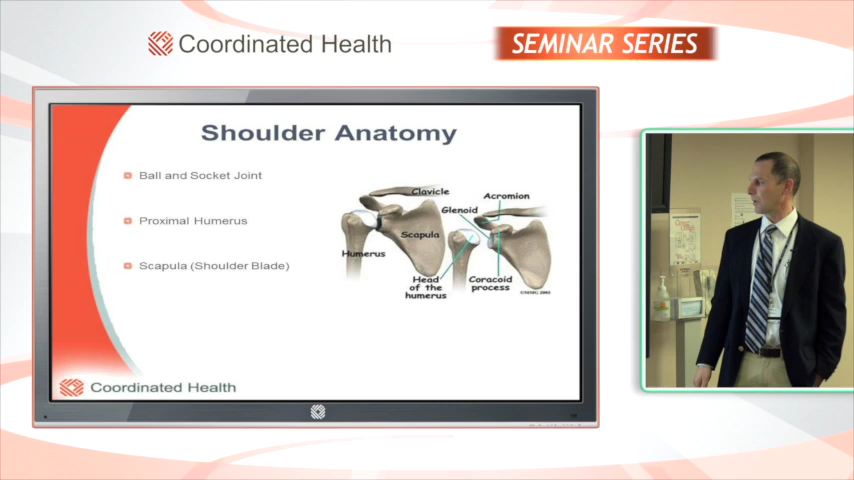 Coordinated Health
SEMINAR SERIES
Shoulder Anatomy
Ball and Socket Joint
Proximal Humerus
Scapula (Shoulder Blade)
Clavicle
Acromion
Glenoid
Scapula
Humerus
Head
of the
humerus
Coracoid
process
Coordinated Health